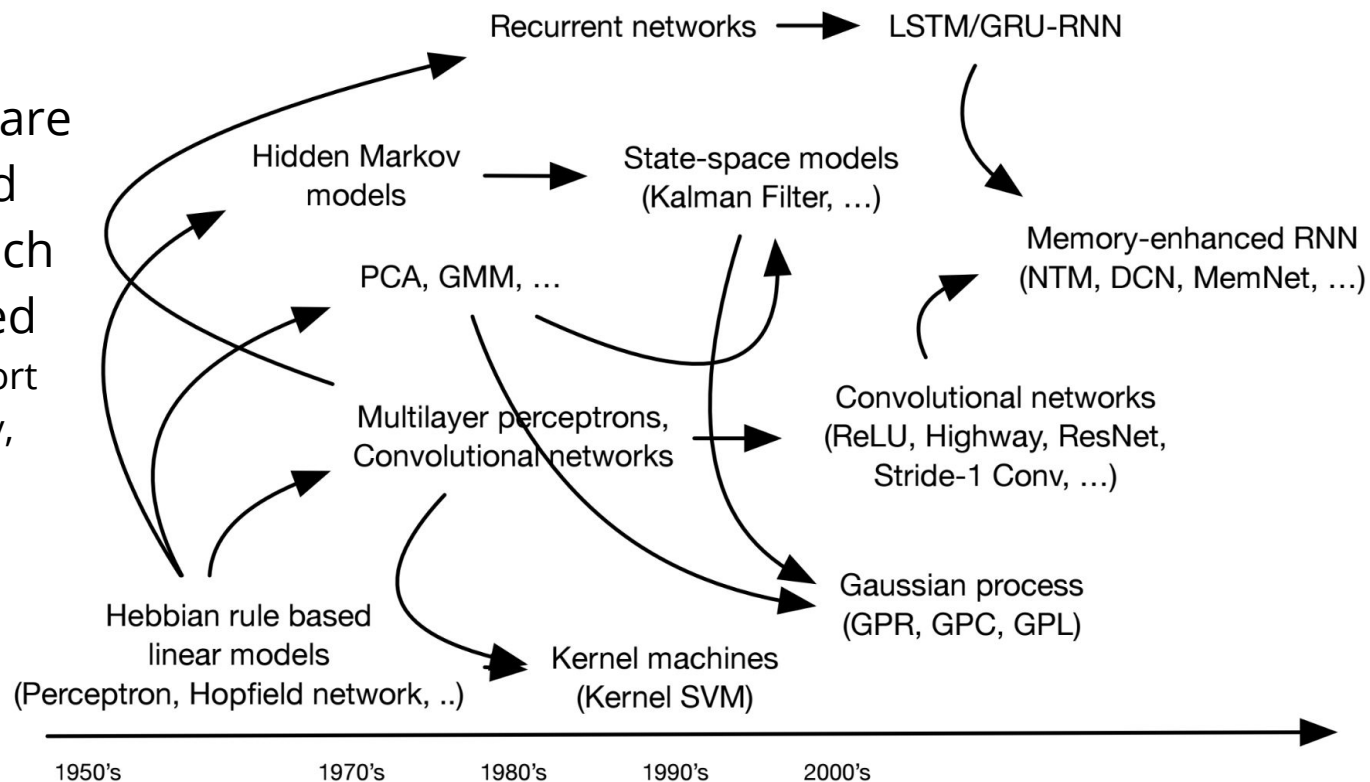 Recurrent networks
LSTM/GRU-RNN
are
d
ch
ed
ort
Hidden Markov
models
State-space models
(Kalman Filter, …)
Memory-enhanced RNN
(NTM, DCN, MemNet, …)
PCA, GMM, …
Multilayer perceptrons,
Convolutional networks
Convolutional networks
(ReLU, Highway, ResNet,
Stride-1 Conv, …)
Hebbian rule based
linear models
(Perceptron, Hopfield network, ..)
Kernel machines
(Kernel SVM)
Gaussian process
(GPR, GPC, GPL)
1950's
1970's
1980's
1990's
2000's